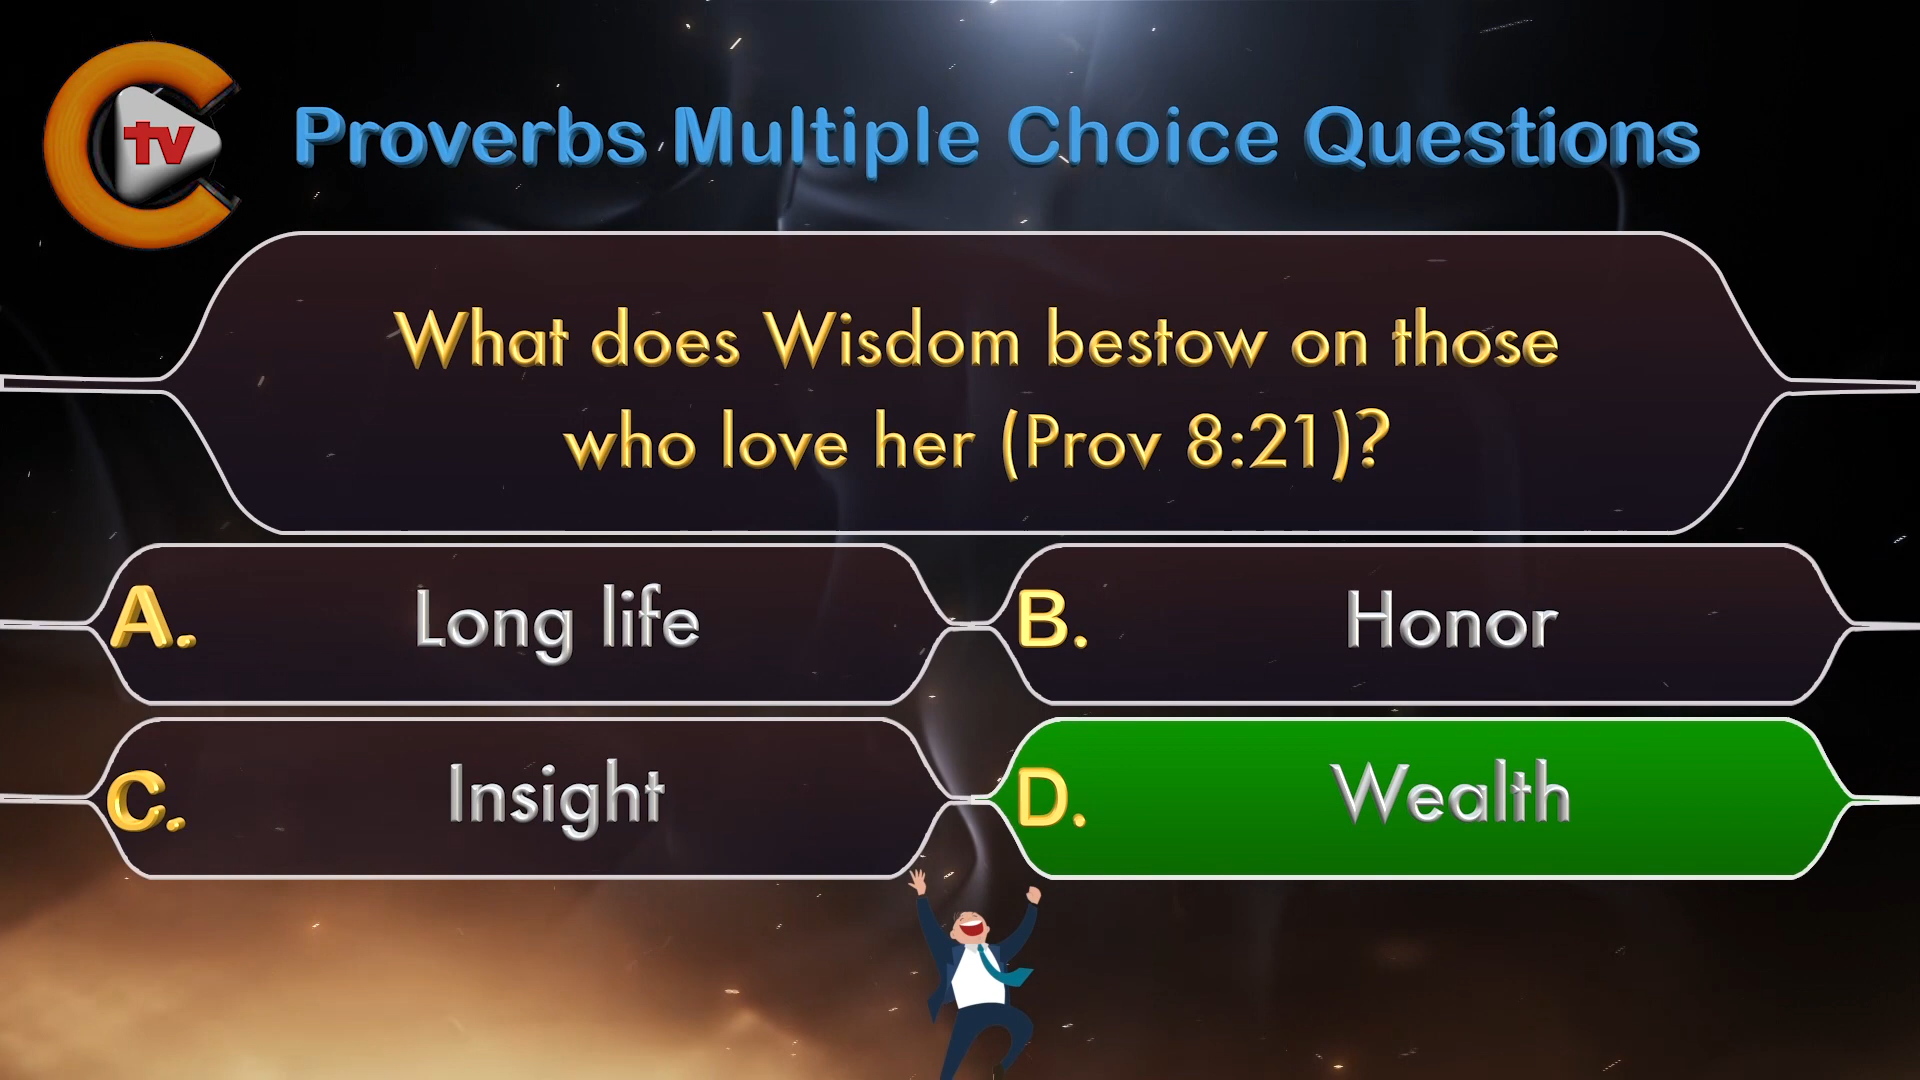 tv
Proverbs Multiple Choice Questions
What does Wisdom bestow on those
who love her (Prov 8:21)?
A. Long life
B. Honor
C. Insight
D. Wealth